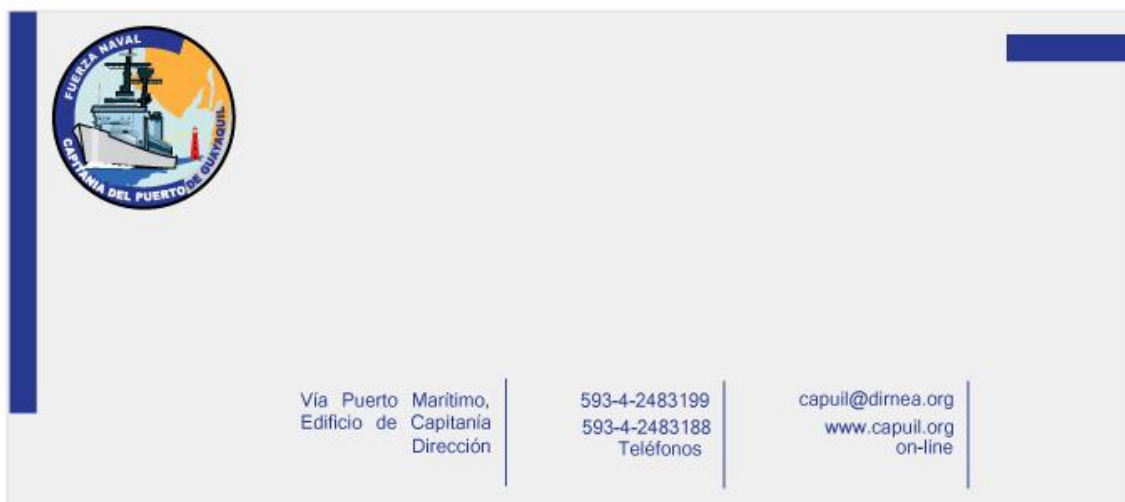 FUERZA NAVAL
CAPITANIA DEL PUERTO DE GUAYAQUIL
Vía Puerto Marítimo,
Edificio de Capitanía
Dirección
593-4-2483199
593-4-2483188
Teléfonos
capuil@dirnea.org
www.capuil.org
on-line